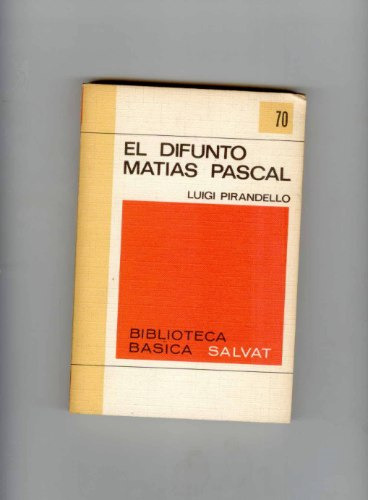 70
EL DIFUNTO
MATIAS PASCAL
LUIGI PIRANDELLO
BIBLIOTECA
BASICA SALVAT